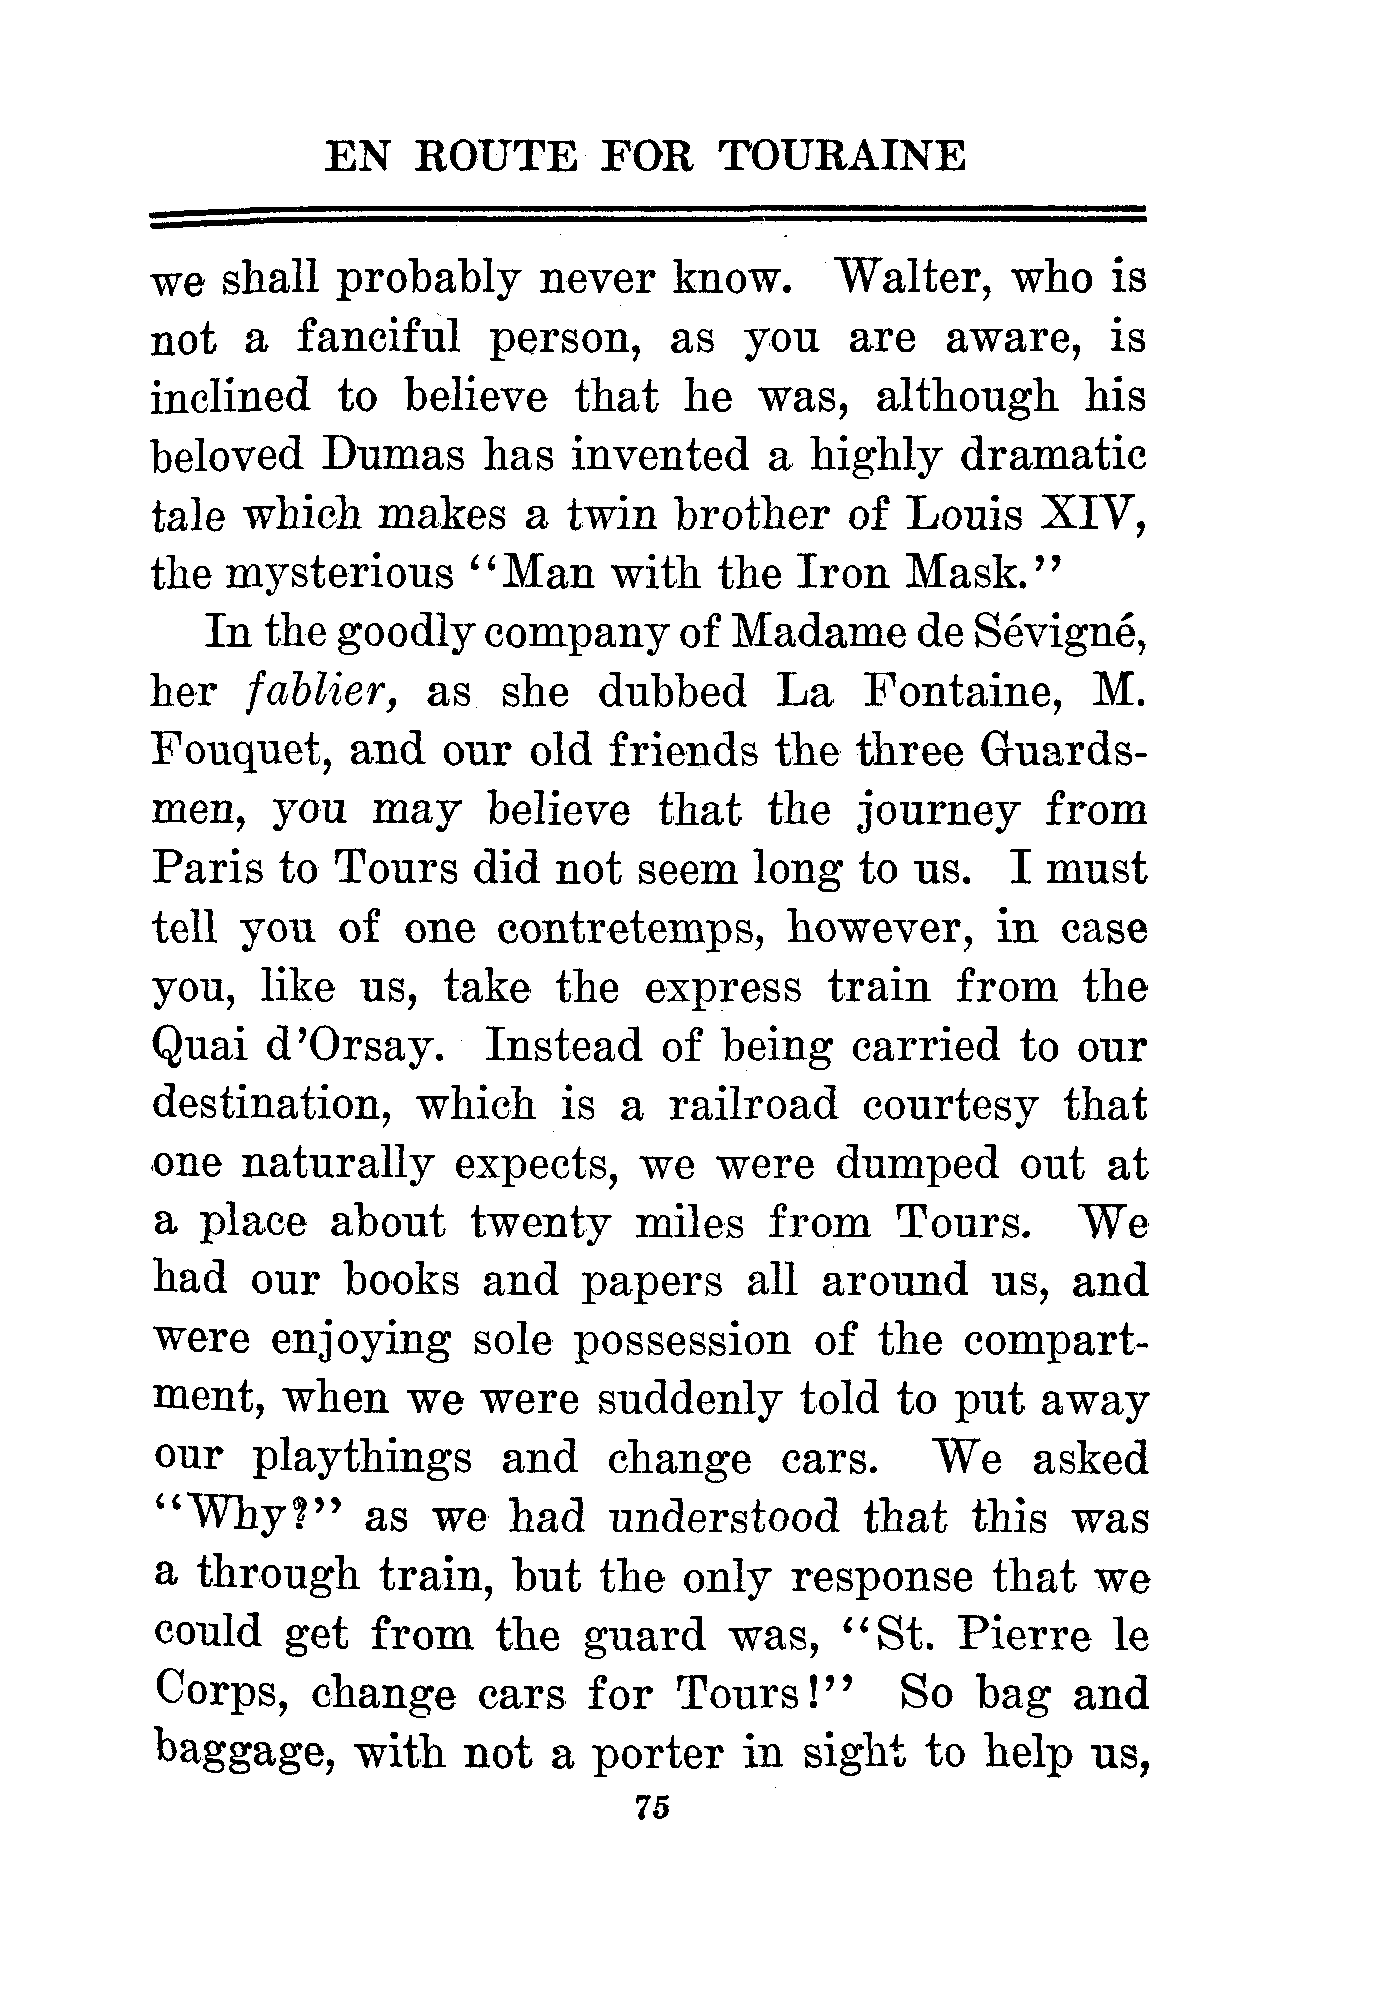 EN ROUTE FOR TOURAINE
we shall probably never know. Walter, who is
not a fanciful person, as you are aware, is
inclined to believe that he was, although his
beloved Dumas has invented a highly dramatic
tale which makes a twin brother of Louis XIV,
the mysterious "Man with the Iron Mask."
In the goodly company of Madame de Sévigné,
her fablier, as she dubbed La Fontaine, M.
Fouquet, and our old friends the three Guards-
men, you may believe that the journey from
Paris to Tours did not seem long to us. I must
tell you of one contretemps, however, in case
you, like us, take the express train from the
Quai d'Orsay. Instead of being carried to our
destination, which is a railroad courtesy that
one naturally expects, we were dumped out at
a place about twenty miles from Tours. We
had our books and papers all around us, and
were enjoying sole possession of the compart-
ment, when we were suddenly told to put away
our playthings and change cars. We asked
"Why?" as we had understood that this was
a through train, but the only response that we
could get from the guard was, "St. Pierre le
Corps, change cars for Tours!" So bag and
baggage, with not a porter in sight to help us,
75